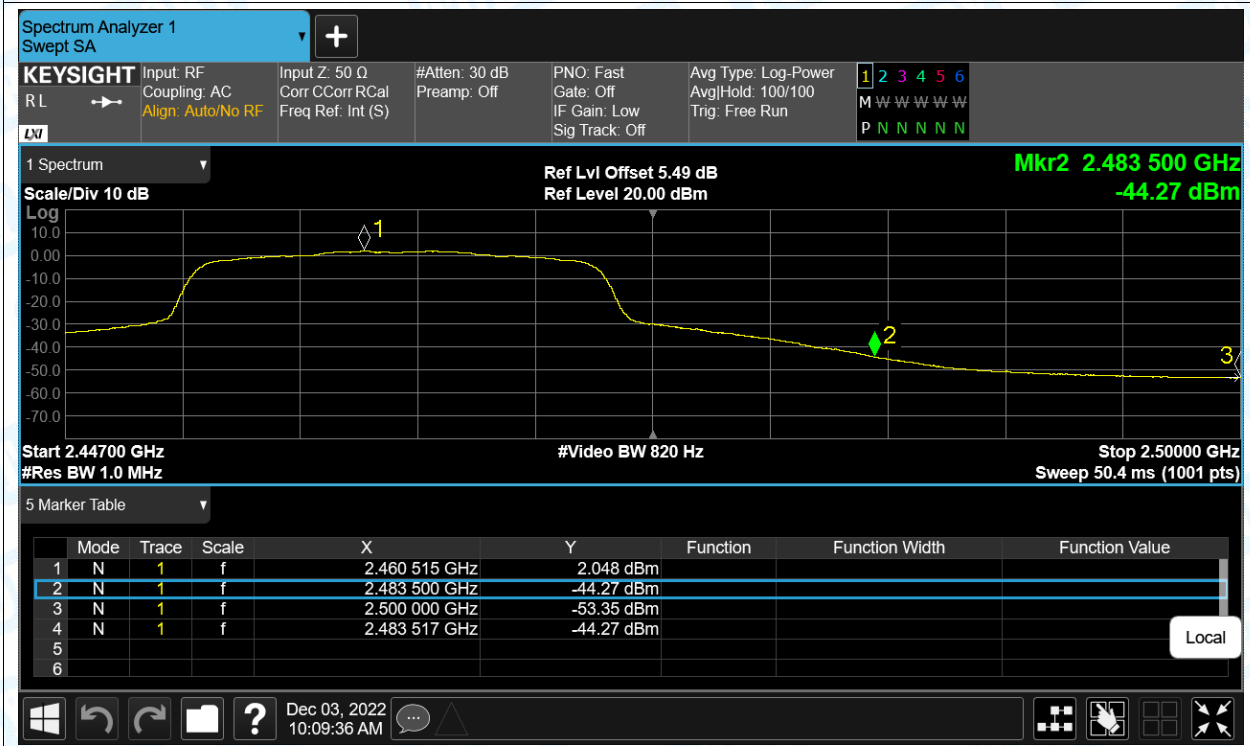 Spectrum Analyzer 1
Swept SA
KEYSIGHT
R L
LXI
Input: RF
Coupling: AC
Align: Auto/No RF
Input Z: 50 Ω
Corr CCorr RCal
Freq Ref: Int (S)
#Atten: 30 dB
Preamp: Off
PNO: Fast
Gate: Off
IF Gain: Low
Sig Track: Off
Avg Type: Log-Power
Avg|Hold: 100/100
Trig: Free Run
1 2 3 4 5 6
M W W W W W
P N N N N N
1 Spectrum
Scale/Div 10 dB
Ref Lvl Offset 5.49 dB
Ref Level 20.00 dBm
Mkr2 2.483 500 GHz
-44.27 dBm
Log
10.0
0.00
-10.0
-20.0
-30.0
-40.0
-50.0
-60.0
-70.0
1
2
3
Start 2.44700 GHz
#Res BW 1.0 MHz
#Video BW 820 Hz
Stop 2.50000 GHz
Sweep 50.4 ms (1001 pts)
5 Marker Table
Mode Trace Scale X Y Function Function Width Function Value
1 N 1 f 2.460 515 GHz 2.048 dBm
2 N 1 f 2.483 500 GHz -44.27 dBm
3 N 1 f 2.500 000 GHz -53.35 dBm
4 N 1 f 2.483 517 GHz -44.27 dBm
5
6
Local
?
Dec 03, 2022
10:09:36 AM